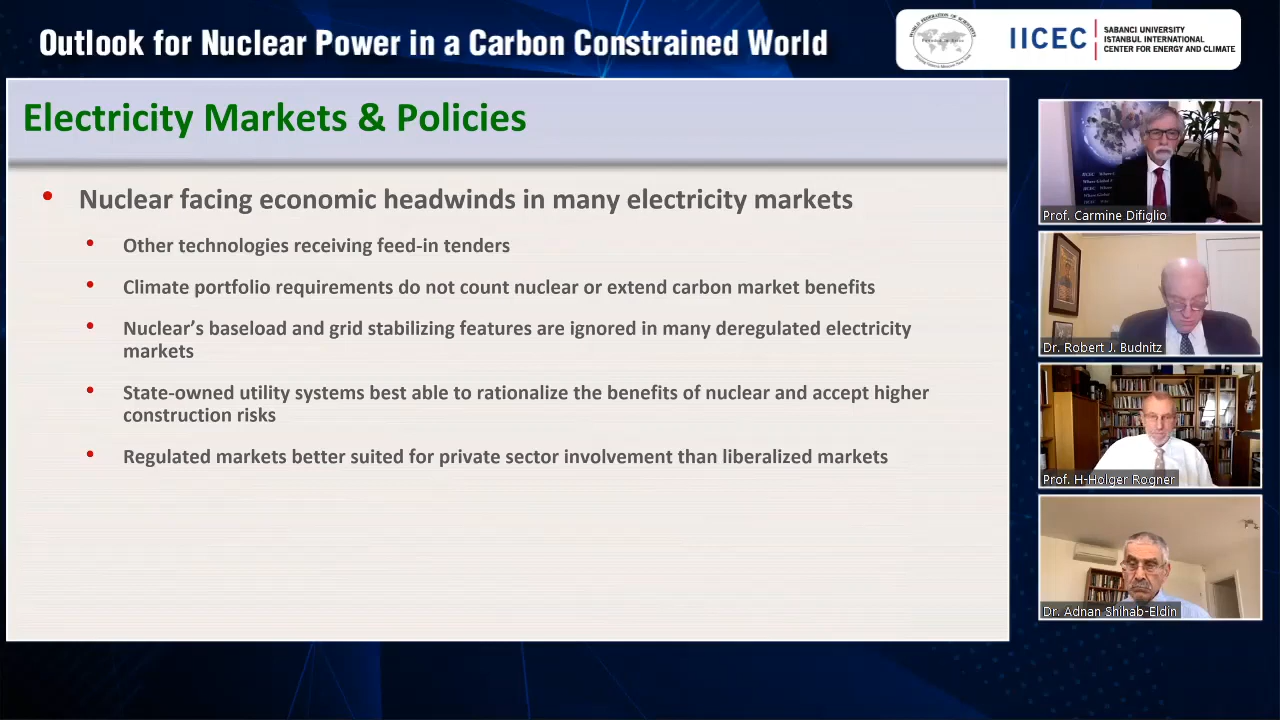 Outlook for Nuclear Power in a Carbon Constrained World
IICEC
SABANCI UNIVERSITY
ISTANBUL INTERNATIONAL
CENTER FOR ENERGY AND CLIMATE
Electricity Markets & Policies
• Nuclear facing economic headwinds in many electricity markets
• Other technologies receiving feed-in tenders
• Climate portfolio requirements do not count nuclear or extend carbon market benefits
• Nuclear’s baseload and grid stabilizing features are ignored in many deregulated electricity
markets
• State-owned utility systems best able to rationalize the benefits of nuclear and accept higher
construction risks
• Regulated markets better suited for private sector involvement than liberalized markets
IICEC
Prof. Carmine Difiglio
Dr. Robert J. Budnitz
Prof. H-Holger Rogner
Dr. Adnan Shihab-Eldin